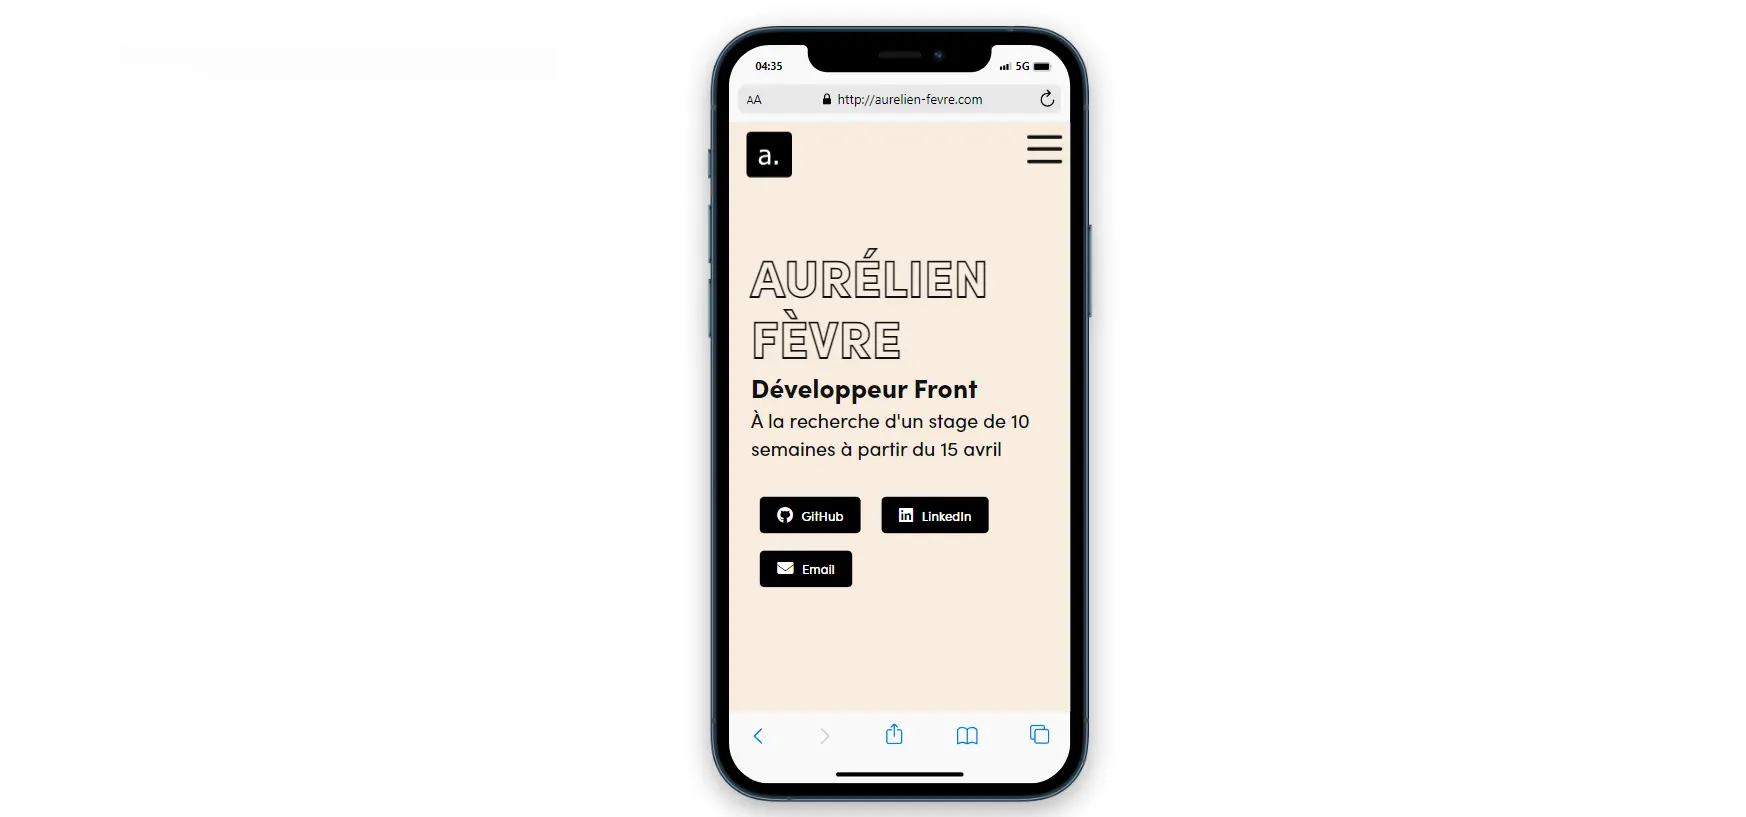 04:35
5G
AA
http://aurelien-fevre.com
a.
AURÉLIEN
FÈVRE
Développeur Front
À la recherche d'un stage de 10
semaines à partir du 15 avril
GitHub
LinkedIn
Email